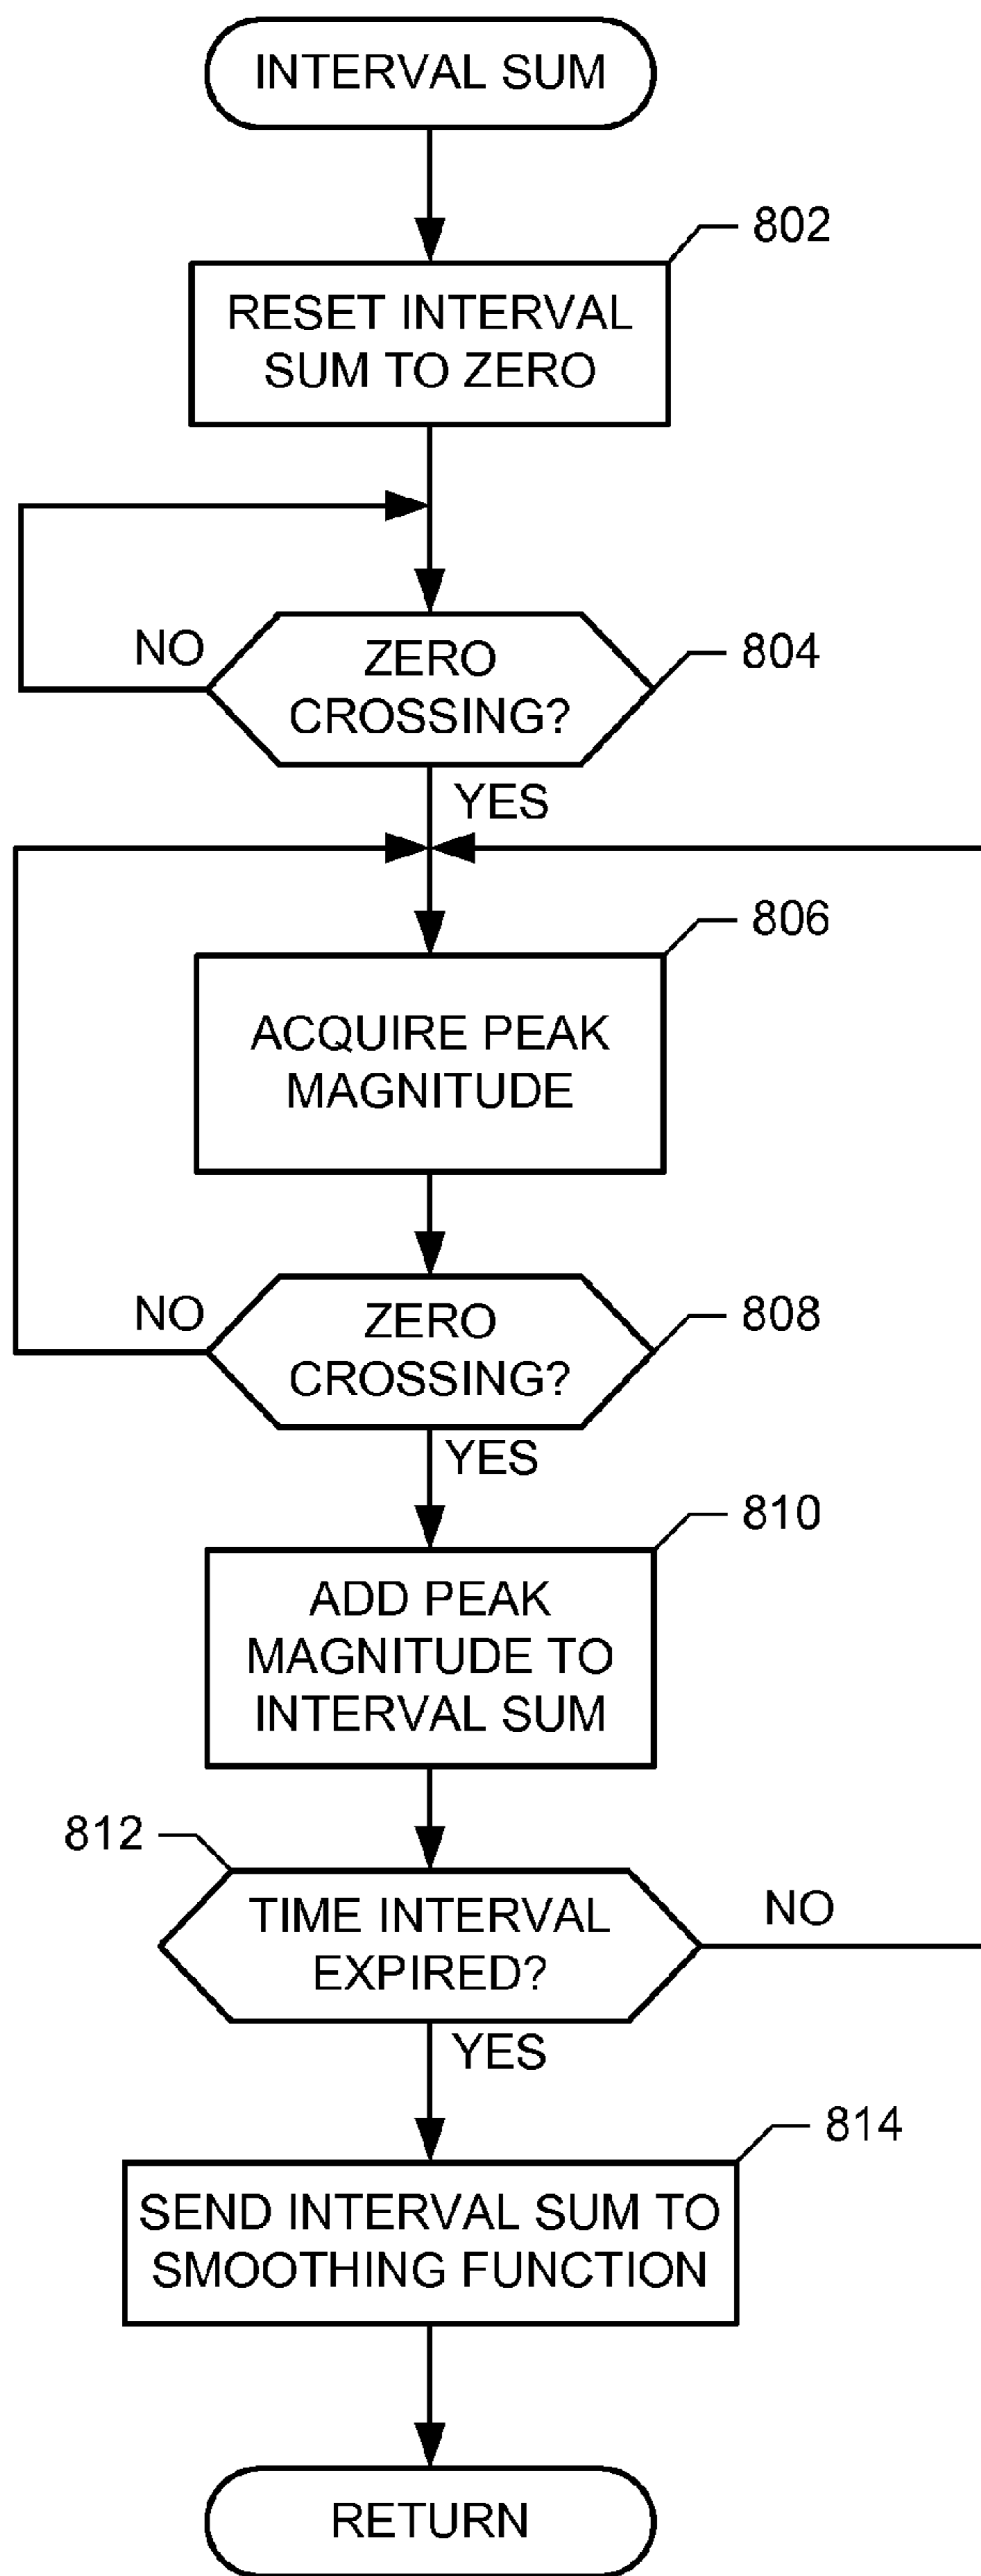 INTERVAL SUM
802
RESET INTERVAL
SUM TO ZERO
NO
ZERO
CROSSING?
804
YES
806
ACQUIRE PEAK
MAGNITUDE
NO
ZERO
CROSSING?
808
YES
810
ADD PEAK
MAGNITUDE TO
INTERVAL SUM
812
TIME INTERVAL
EXPIRED?
NO
YES
814
SEND INTERVAL SUM TO
SMOOTHING FUNCTION
RETURN